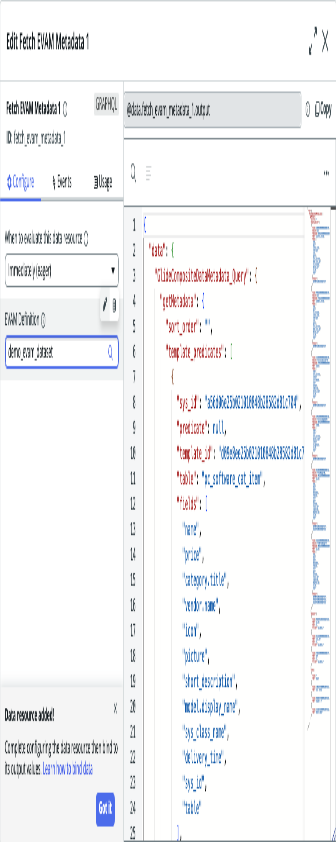 Edit Fetch EVAM Metadata 1
Fetch EVAM Metadata 1
GRAPHQL
ID: fetch_evam_metadata_1
Configure
Events
Usage
When to evaluate this data resource
Immediately (eager)
EVAM Definition
demo_evam_dataset
Data resource added!
Complete configuring the data resource then bind to
its output values. Learn how to bind data
Got it
@data.fetch_evam_metadata_1.output
Copy
1 {
2 "data": {
3 "GlideCompositeDataMetadata_Query": {
4 "getMetadata": {
5 "sort_order": "",
6 "template_predicates": [
7 {
8 "sys_id":
9 "predicate": null,
10 "template_id":
11 "table": "pc_software_cat_item",
12 "fields": [
13 "name",
14 "price",
15 "category.title",
16 "vendor.name",
17 "icon",
18 "picture",
19 "short_description",
20 "model.display_name",
21 "sys_class_name",
22 "delivery_time",
23 "sys_id",
24 "table"
25 ],